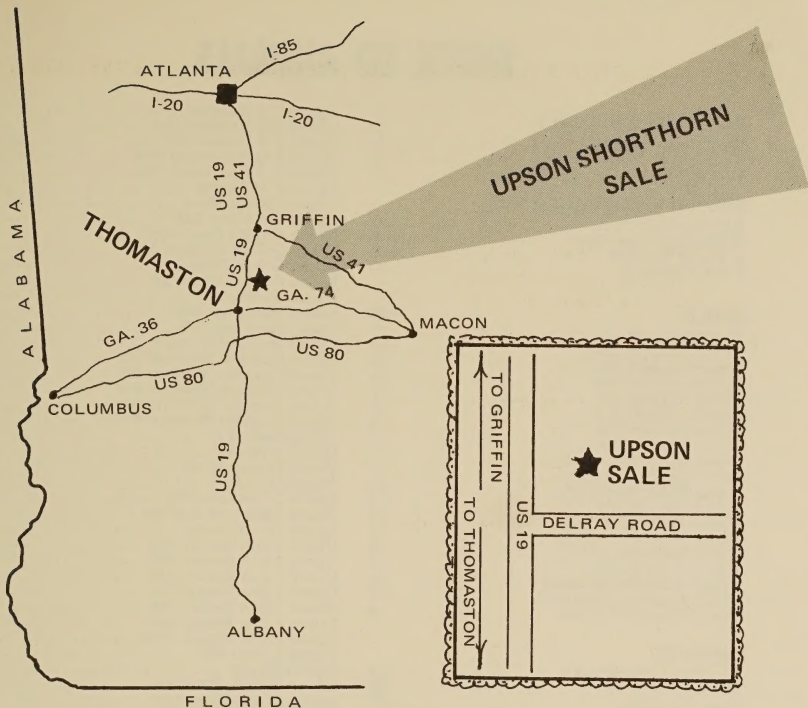 I-85
ATLANTA
I-20
I-20
UPSON SHORTHORN
SALE
ALABAMA
US 19
US 41
GRIFFIN
THOMASTON
US 19
US 41
GA. 74
GA. 36
MACON
US 80
US 80
COLUMBUS
US 19
ALBANY
FLORIDA
TO GRIFFIN
UPSON
SALE
US 19
DELRAY ROAD
TO THOMASTON